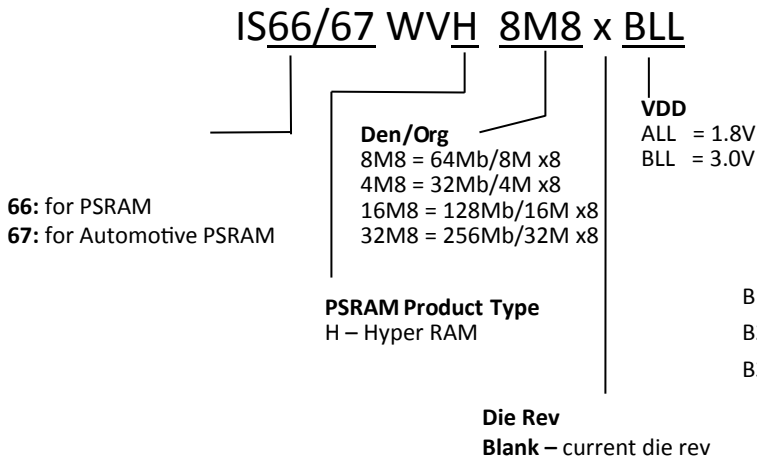 IS66/67 WVH 8M8 x BLL
VDD
ALL = 1.8V
BLL = 3.0V
Den/Org
8M8 = 64Mb/8M x8
4M8 = 32Mb/4M x8
16M8 = 128Mb/16M x8
32M8 = 256Mb/32M x8
66: for PSRAM
67: for Automotive PSRAM
PSRAM Product Type
H – Hyper RAM
Die Rev
Blank – current die rev